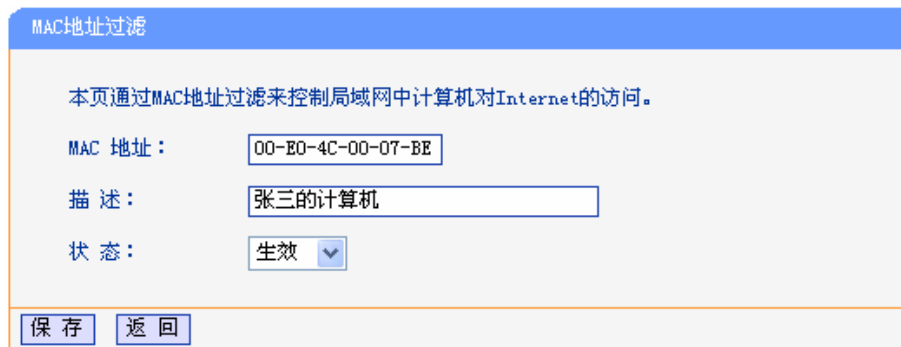 MAC地址过滤
本页通过MAC地址过滤来控制局域网中计算机对Internet的访问。
MAC 地址： 00-E0-4C-00-07-BE
描 述： 张三的计算机
状 态： 生效
保 存 返 回